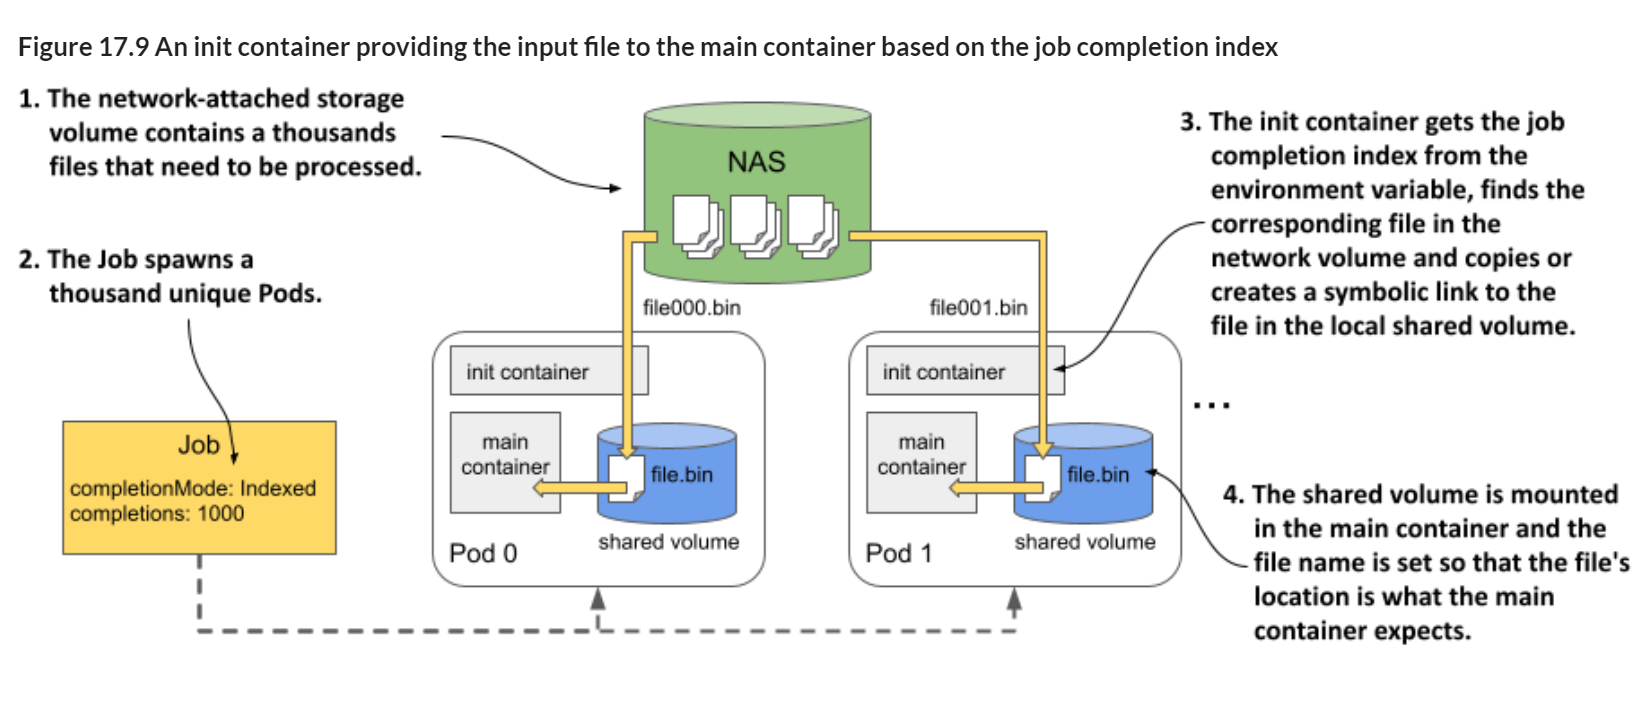 Figure 17.9 An init container providing the input file to the main container based on the job completion index
1. The network-attached storage
volume contains a thousands
files that need to be processed.
NAS
3. The init container gets the job
completion index from the
environment variable, finds the
corresponding file in the
network volume and copies or
creates a symbolic link to the
file in the local shared volume.
2. The Job spawns a
thousand unique Pods.
file000.bin
file001.bin
init container
init container
...
Job
completionMode: Indexed
completions: 1000
main
container
file.bin
shared volume
Pod 0
main
container
file.bin
shared volume
Pod 1
4. The shared volume is mounted
in the main container and the
file name is set so that the file's
location is what the main
container expects.